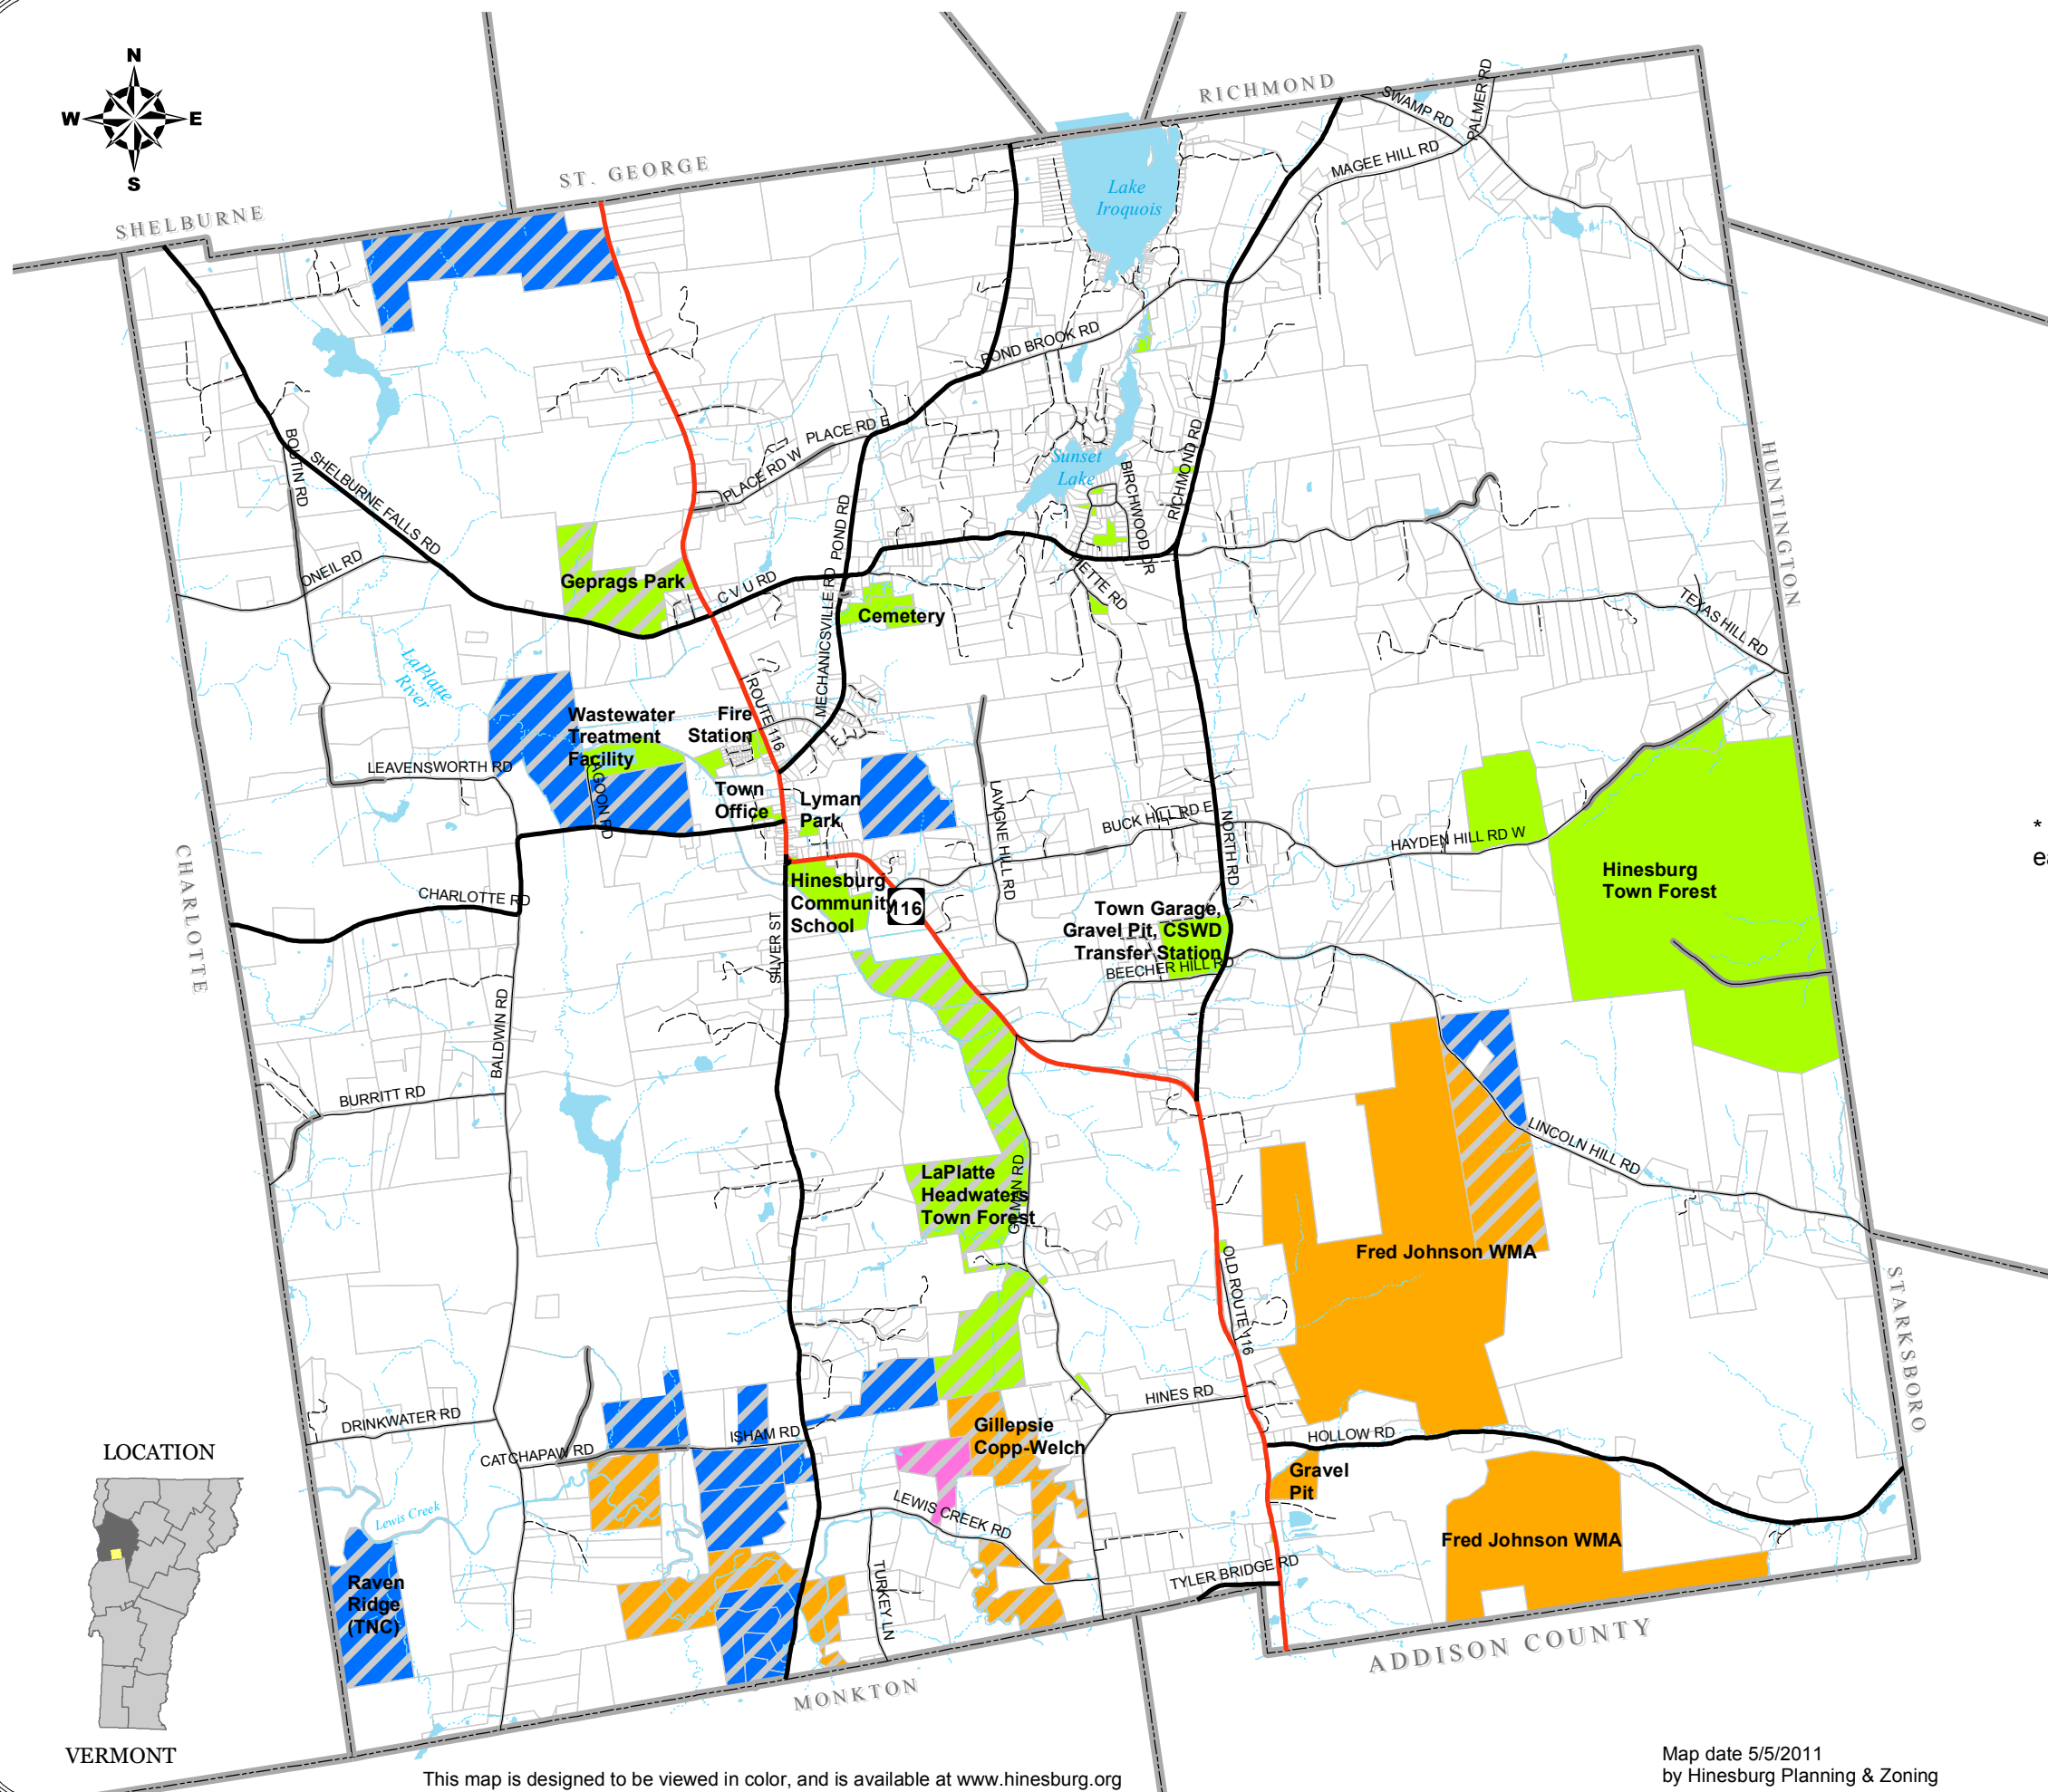 N
W
E
S
RICHMOND
ST. GEORGE
SHELBURNE
SWAMP RD
PALMER RD
MAGEE HILL RD
Lake
Iroquois
POND BROOK RD
PLACE RD E
PLACE RD W
BOUTIN RD
SHELBURNE FALLS RD
Sunset
Lake
BIRCHWOOD DR
RICHMOND RD
HUNTINGTON
ONEIL RD
Geprags Park
C V U RD
MECHANICSVILLE RD
POND RD
Cemetery
ETTE RD
TEXAS HILL RD
LaPlatte
River
ROUTE 116
Wastewater
Treatment
Facility
Fire
Station
LEAVENSWORTH RD
AGOON RD
Town
Office
Lyman
Park
LAVIGNE HILL RD
BUCK HILL RD E
NORTH RD
HAYDEN HILL RD W
*
ea
Hinesburg
Town Forest
CHARLOTTE
CHARLOTTE RD
Hinesburg
Community
School
116
SILVER ST
Town Garage,
Gravel Pit, CSWD
Transfer Station
BEECHER HILL RD
BALDWIN RD
BURRITT RD
LINCOLN HILL RD
LaPlatte
Headwaters
Town Forest
GILMAN RD
Fred Johnson WMA
OLD ROUTE 116
STARKSBORO
DRINKWATER RD
CATCHAPAW RD
ISHAM RD
HINES RD
Gillepsie
Copp-Welch
HOLLOW RD
Gravel
Pit
LOCATION
Lewis Creek
LEWIS CREEK RD
Fred Johnson WMA
TURKEY LN
TYLER BRIDGE RD
Raven
Ridge
(TNC)
ADDISON COUNTY
MONKTON
VERMONT
Map date 5/5/2011
by Hinesburg Planning & Zoning
This map is designed to be viewed in color, and is available at www.hinesburg.org